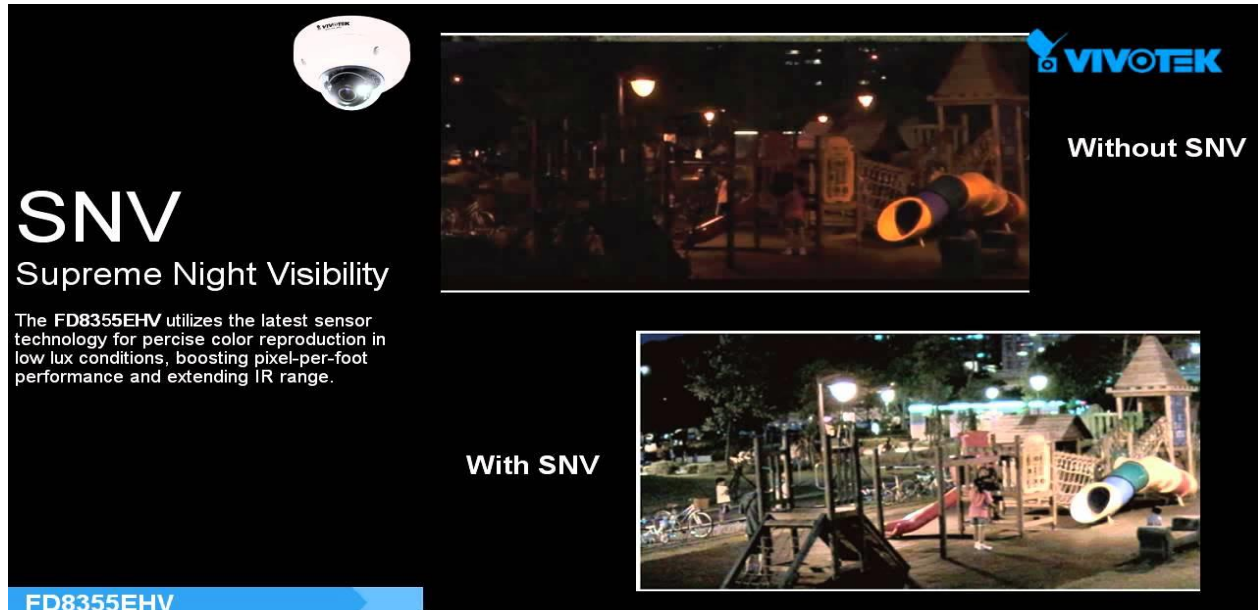 VIVOTEK
VIVOTEK
Without SNV
SNV
Supreme Night Visibility
The FD8355EHV utilizes the latest sensor
technology for percise color reproduction in
low lux conditions, boosting pixel-per-foot
performance and extending IR range.
With SNV
FD8355EHV